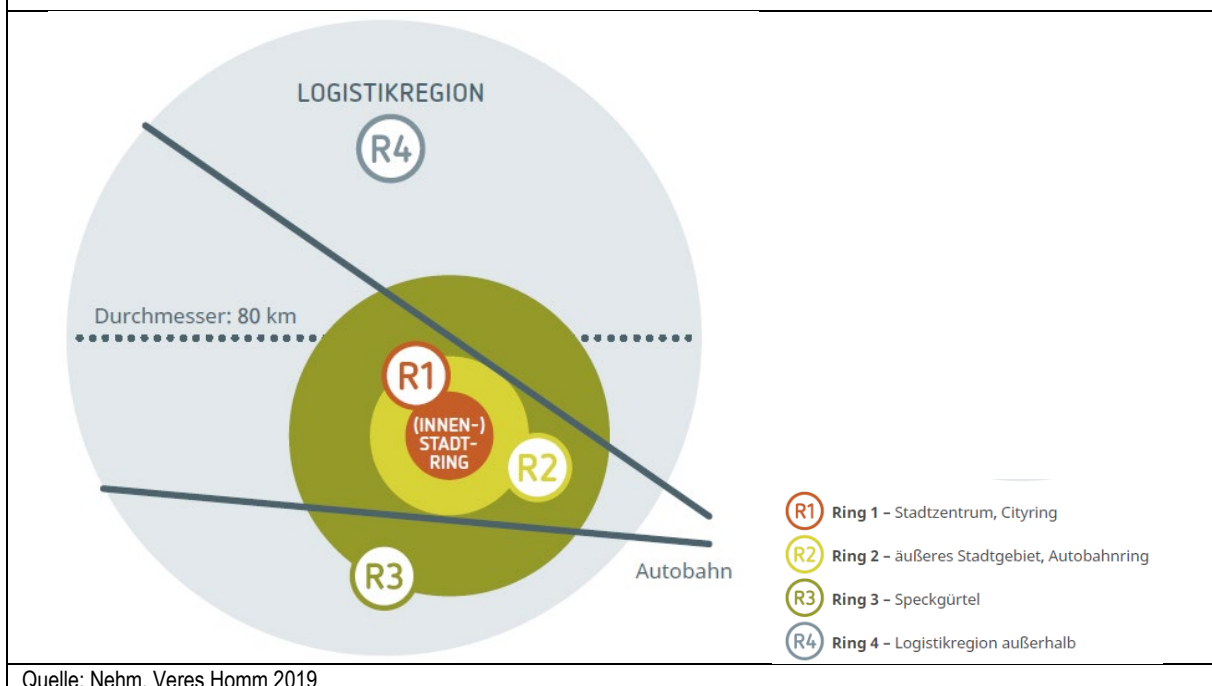 LOGISTIKREGION
R4
Durchmesser: 80 km
R1
(INNEN-)
STADT-
RING
R2
R3
Autobahn
R1 Ring 1 – Stadtzentrum, Cityring
R2 Ring 2 – äußeres Stadtgebiet, Autobahnring
R3 Ring 3 – Speckgürtel
R4 Ring 4 – Logistikregion außerhalb
Quelle: Nehm, Veres Homm 2019